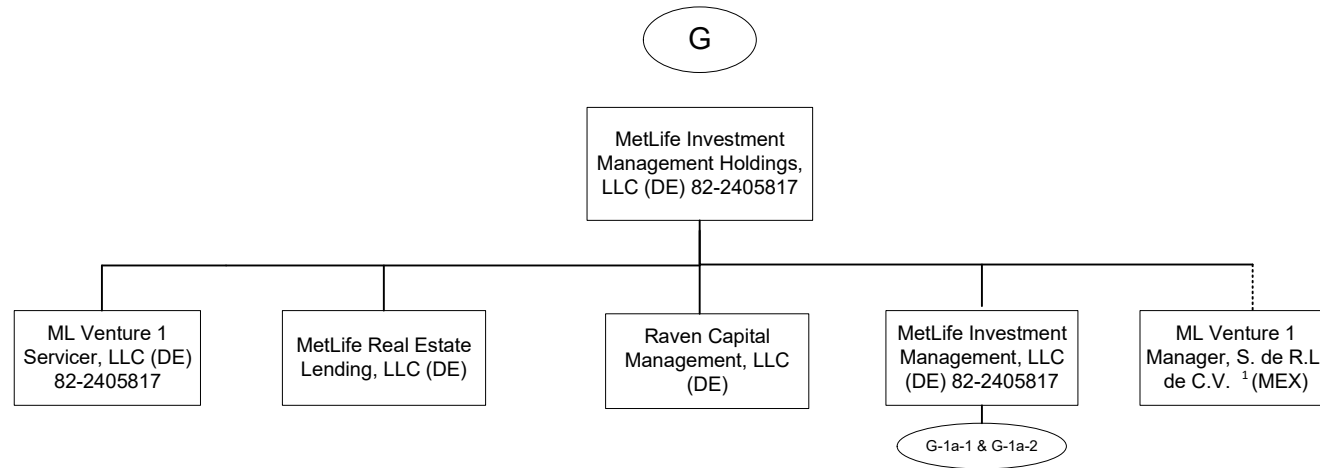 G
MetLife Investment
Management Holdings,
LLC (DE) 82-2405817
ML Venture 1
Servicer, LLC (DE)
82-2405817
MetLife Real Estate
Lending, LLC (DE)
Raven Capital
Management, LLC
(DE)
MetLife Investment
Management, LLC
(DE) 82-2405817
G-1a-1 & G-1a-2
ML Venture 1
Manager, S. de R.L.
de C.V. 1 (MEX)